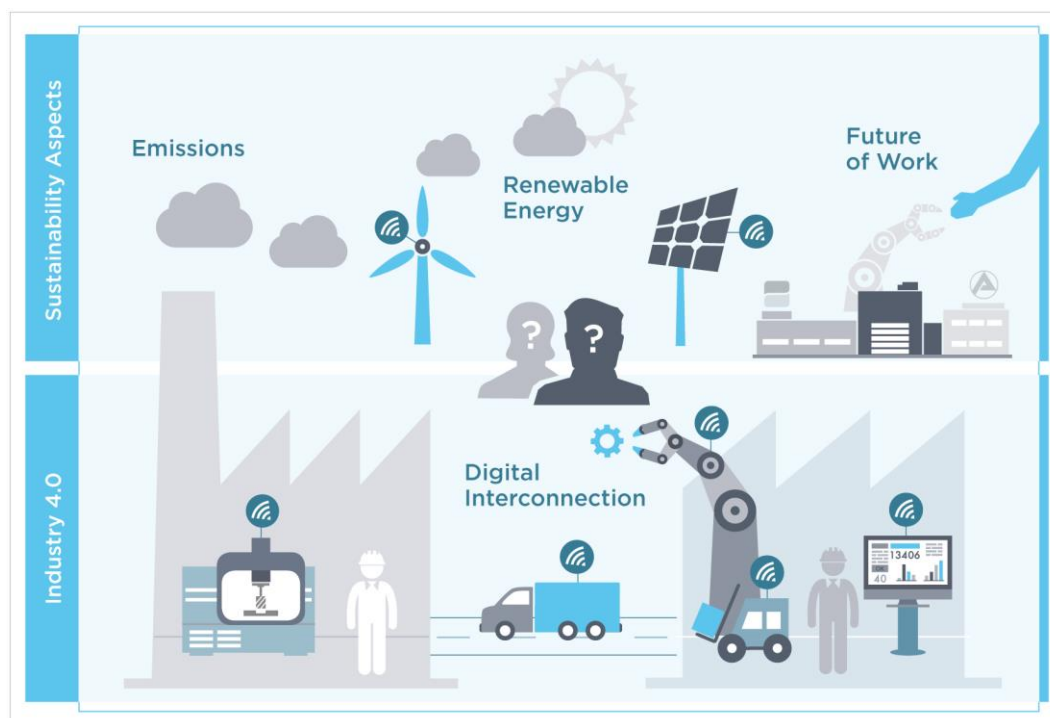 Sustainability Aspects
Emissions
Renewable
Energy
Future
of Work
? ?
Industry 4.0
Digital
Interconnection
13406
40